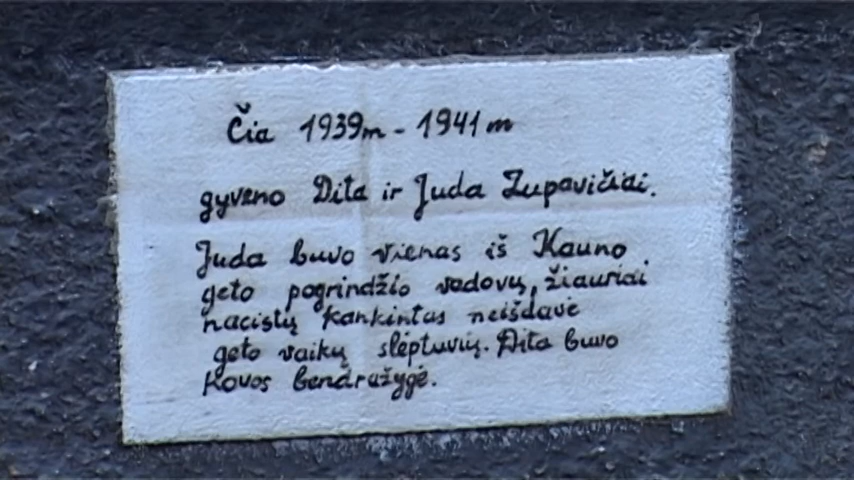 Čia 1939m - 1941m
gyveno Dita ir Juda Zupavičiai.
Juda buvo vienas iš Kauno
geto pogrindžio vadovų, žiauriai
nacistų kankintas neišdavė
geto vaikų slėptuvių. Dita buvo
kovos bendražygė.